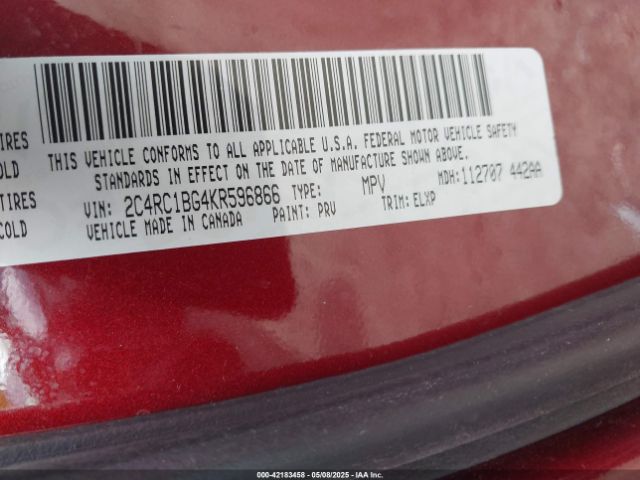 IRES
OLD
TIRES
COLD
THIS VEHICLE CONFORMS TO ALL APPLICABLE U.S.A. FEDERAL MOTOR VEHICLE SAFETY
STANDARDS IN EFFECT ON THE DATE OF MANUFACTURE SHOWN ABOVE.
VIN: 2C4RC1BG4KR596866 TYPE: MPV MDH: 112707 442AA
VEHICLE MADE IN CANADA PAINT: PRV TRIM: ELXP
000-42183458 | 05/08/2025 | IAA, Inc.